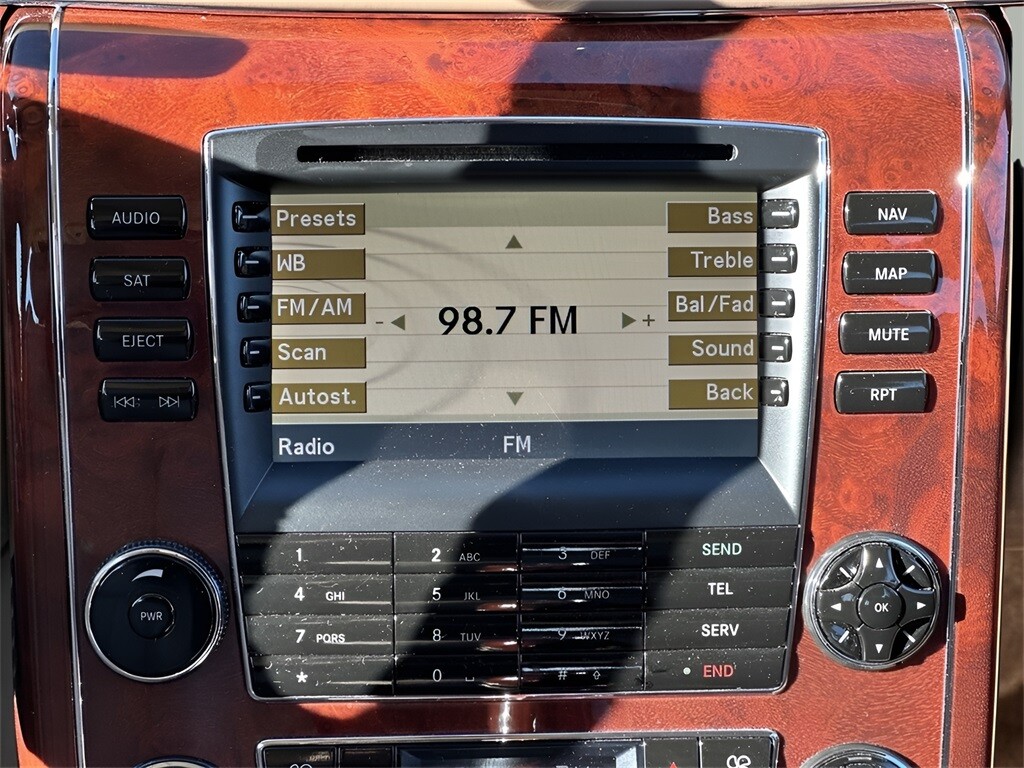 AUDIO
SAT
EJECT
Presets
WB
FM/AM
Scan
Autost.
- 98.7 FM +
Bass
Treble
Bal/Fad
Sound
Back
Radio FM
NAV
MAP
MUTE
RPT
1 2 ABC 3 DEF SEND
4 GHI 5 JKL 6 MNO TEL
7 PQRS 8 TUV 9 WXYZ SERV
* 0 # END
PWR
OK